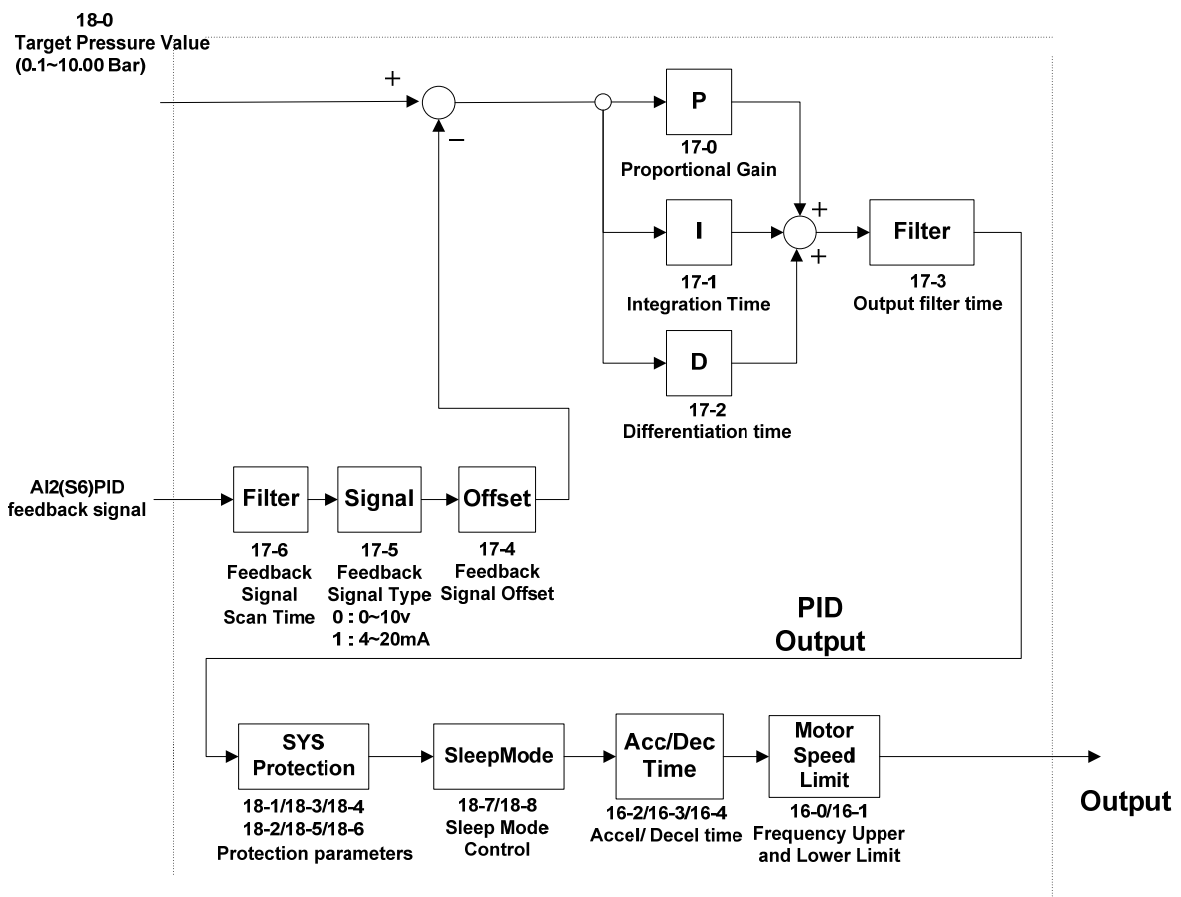 18-0
Target Pressure Value
(0.1~10.00 Bar)
+
−
P
17-0
Proportional Gain
I
17-1
Integration Time
D
17-2
Differentiation time
+
+
Filter
17-3
Output filter time
AI2(S6)PID
feedback signal
Filter
17-6
Feedback
Signal
Scan Time
Signal
17-5
Feedback
Signal Type
0 : 0~10v
1 : 4~20mA
Offset
17-4
Feedback
Signal Offset
PID
Output
SYS
Protection
18-1/18-3/18-4
18-2/18-5/18-6
Protection parameters
SleepMode
18-7/18-8
Sleep Mode
Control
Acc/Dec
Time
16-2/16-3/16-4
Accel/ Decel time
Motor
Speed
Limit
16-0/16-1
Frequency Upper
and Lower Limit
Output